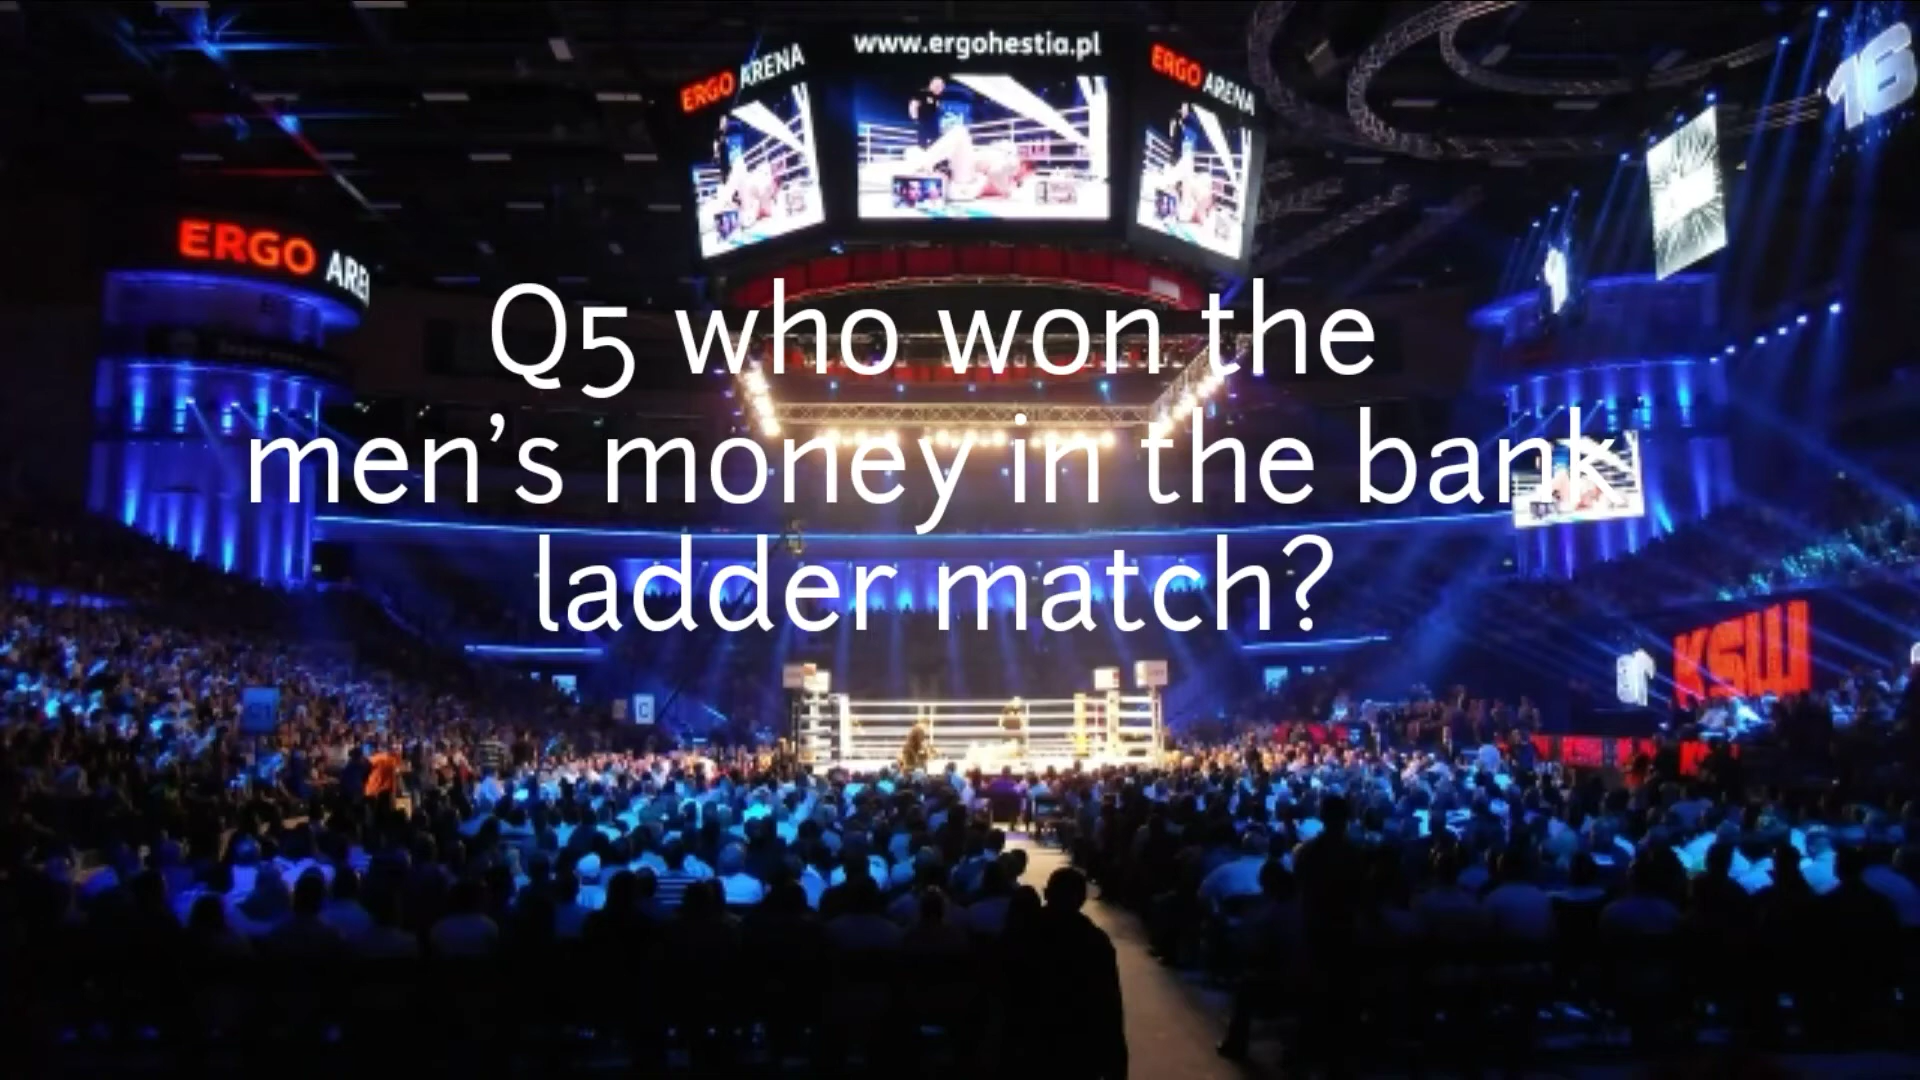 www.ergohestia.pl
ERGO ARENA
ERGO ARENA
16
ERGO AREN
Q5 who won the
men's money in the bank
ladder match?
C
KSW